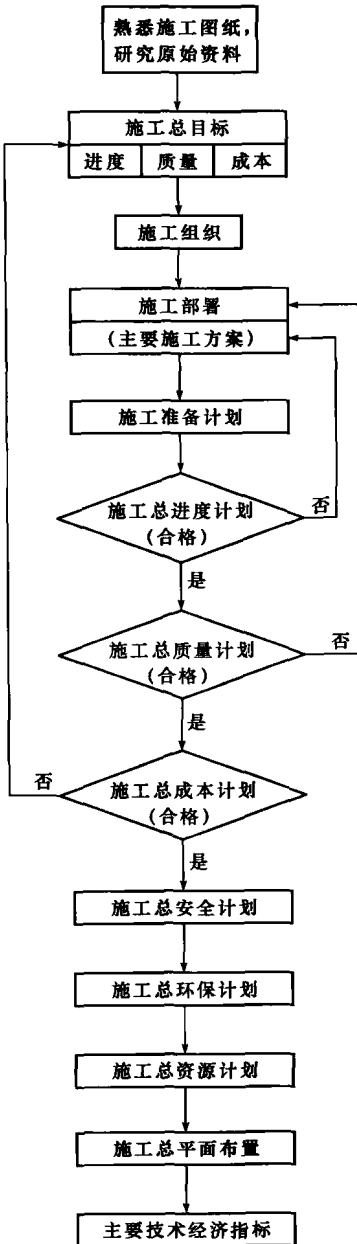 熟悉施工图纸，
研究原始资料
施工总目标
进度 质量 成本
施工组织
施工部署
(主要施工方案)
施工准备计划
施工总进度计划
(合格)
否
是
施工总质量计划
(合格)
否
是
施工总成本计划
(合格)
否
是
施工总安全计划
施工总环保计划
施工总资源计划
施工总平面布置
主要技术经济指标